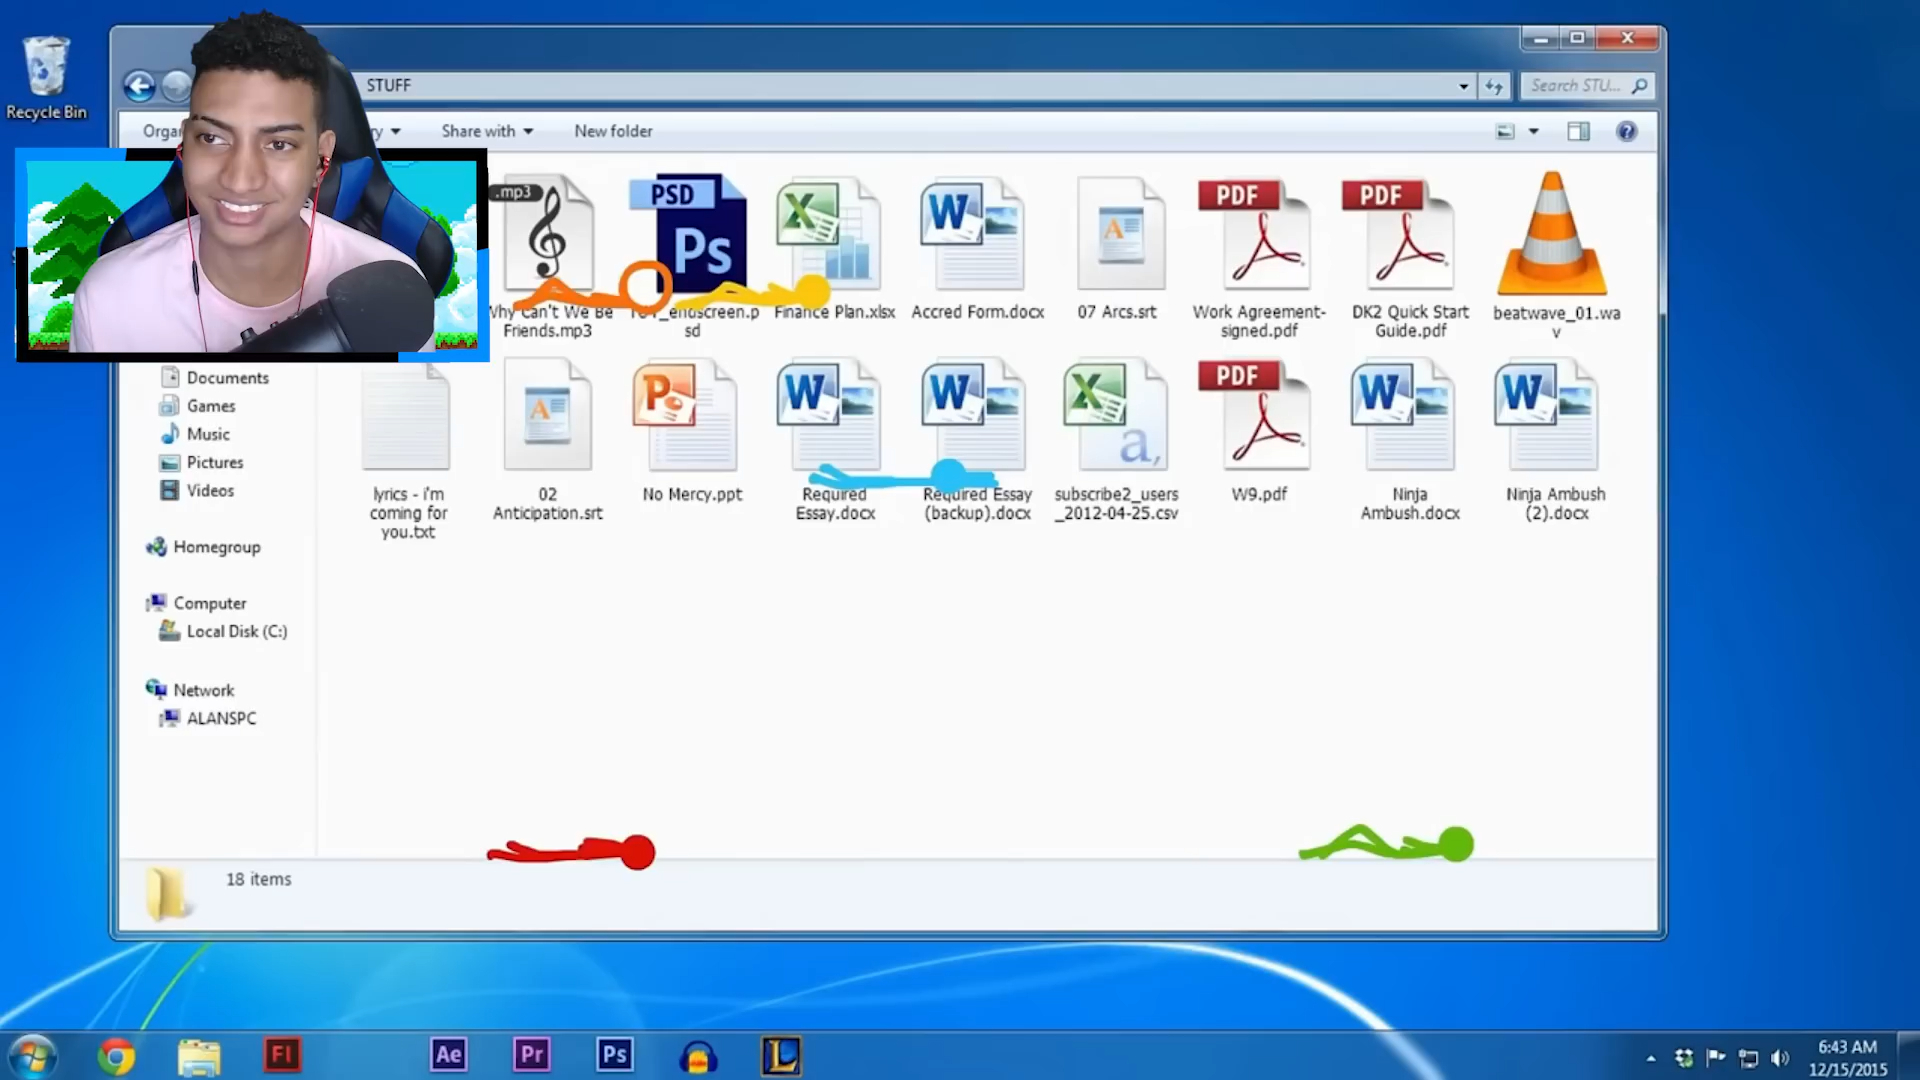 Recycle Bin
STUFF
Search STU...
Share with
New folder
.mp3
PSD
Ps
X
W
A
PDF
PDF
Friends.mp3
sd
Finance Plan.xlsx
Accred Form.docx
07 Arcs.srt
Work Agreement-
signed.pdf
DK2 Quick Start
Guide.pdf
beatwave_01.wa
v
A
P
W
W
X
a,
PDF
W
W
lyrics - i'm
coming for
you.txt
02
Anticipation.srt
No Mercy.ppt
Required
Essay.docx
Required Essay
(backup).docx
subscribe2_users
_2012-04-25.csv
W9.pdf
Ninja
Ambush.docx
Ninja Ambush
(2).docx
Documents
Games
Music
Pictures
Videos
Homegroup
Computer
Local Disk (C:)
Network
ALANSPC
18 items
Fl
Ae
Pr
Ps
L
6:43 AM
12/15/2015